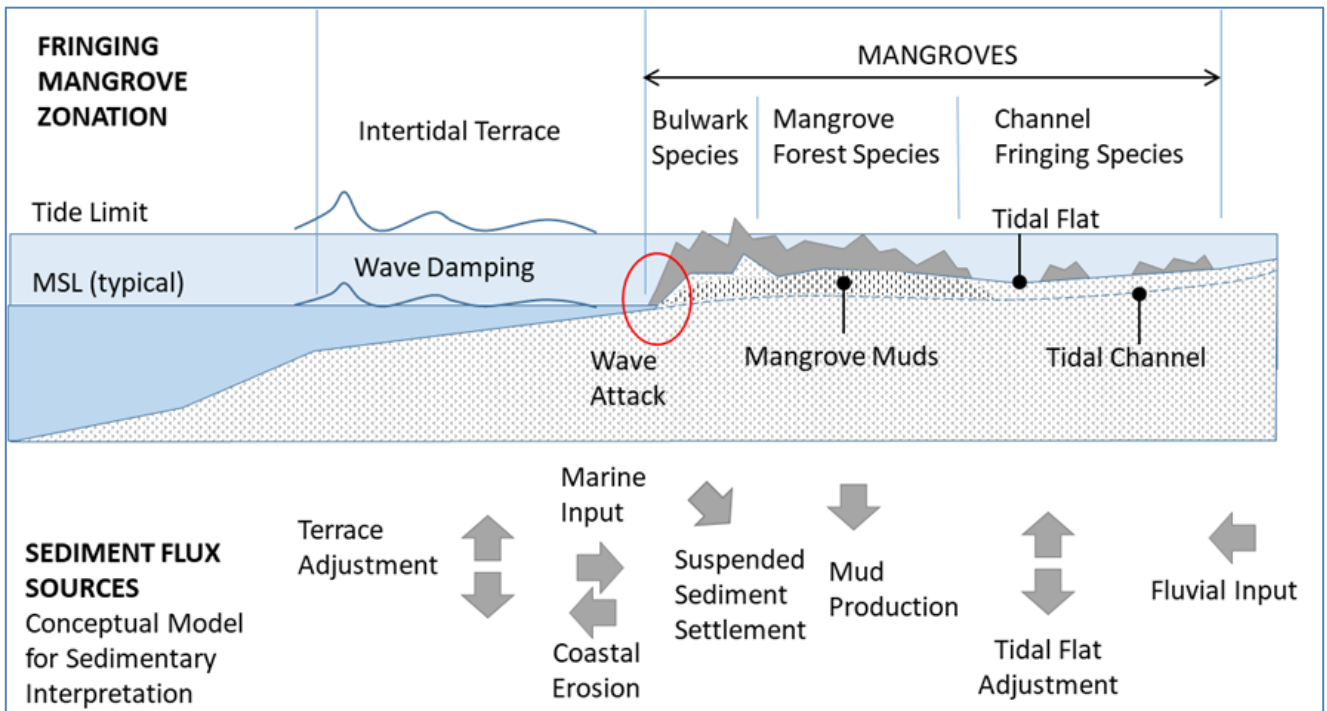 FRINGING
MANGROVE
ZONATION
MANGROVES
Intertidal Terrace
Bulwark
Species
Mangrove
Forest Species
Channel
Fringing Species
Tide Limit
Tidal Flat
MSL (typical)
Wave Damping
Wave
Attack
Mangrove Muds
Tidal Channel
SEDIMENT FLUX
SOURCES
Conceptual Model
for Sedimentary
Interpretation
Terrace
Adjustment
Marine
Input
Coastal
Erosion
Suspended
Sediment
Settlement
Mud
Production
Tidal Flat
Adjustment
Fluvial Input